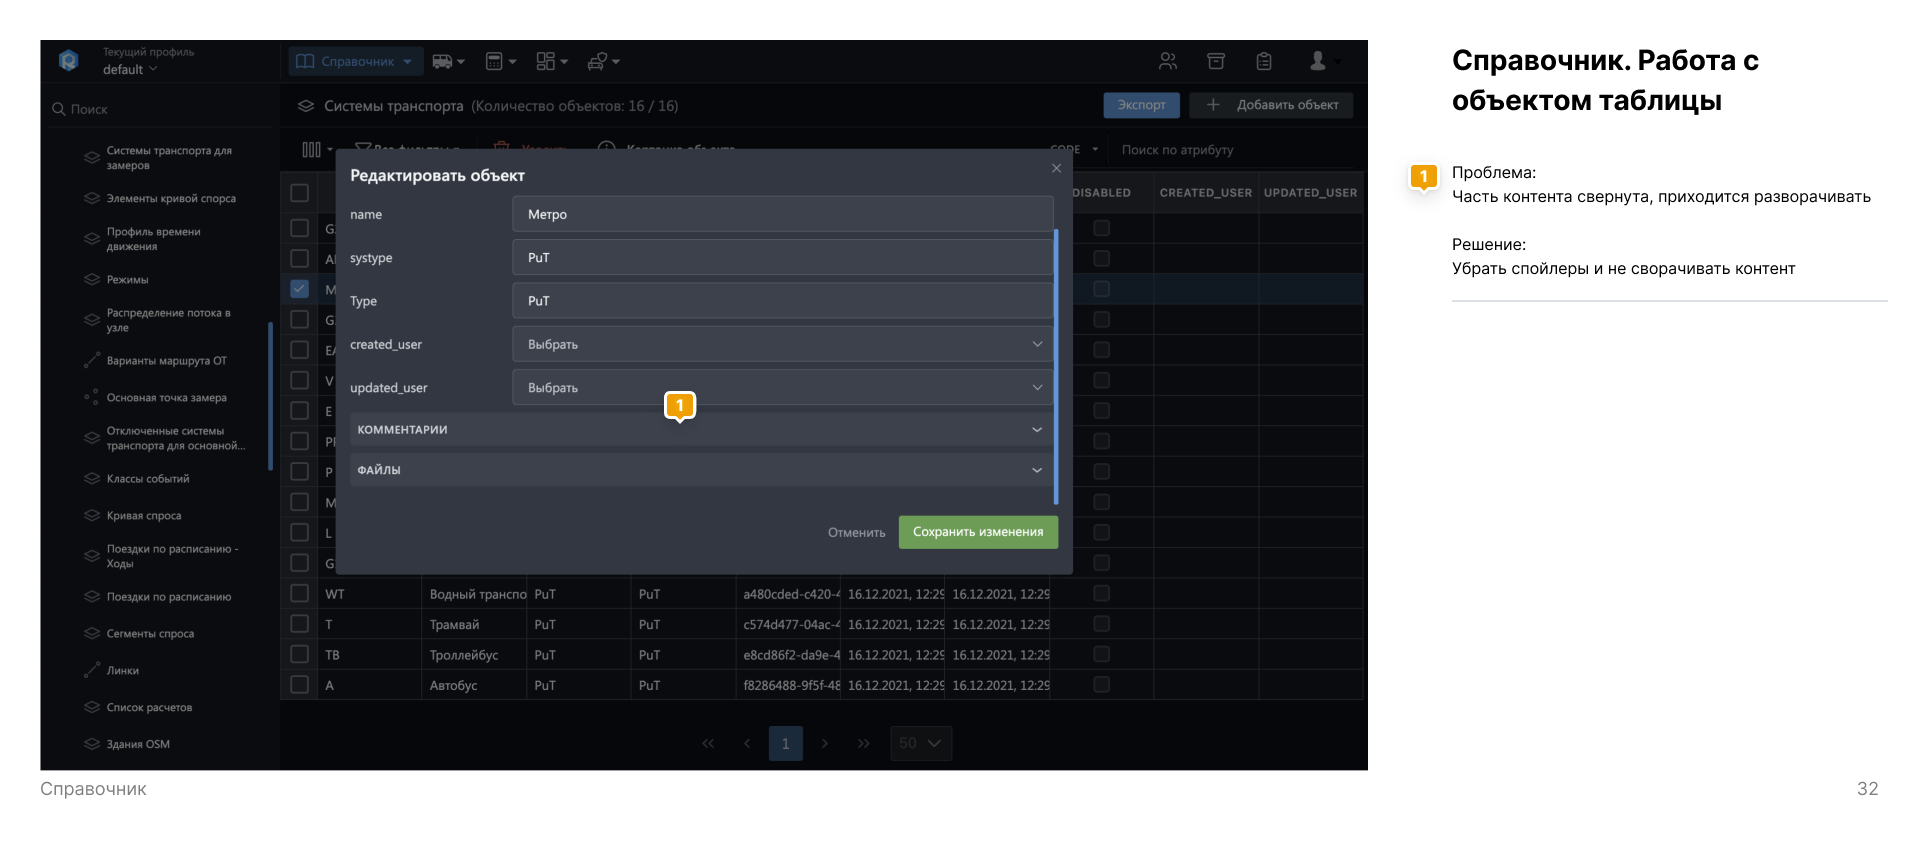 Текущий профиль
default
Справочник
Поиск
Системы транспорта (Количество объектов: 16 / 16)
Экспорт
Добавить объект
CODE
Поиск по атрибуту
Системы транспорта для
замеров
Элементы кривой спорса
Профиль времени
движения
Режимы
Распределение потока в
узле
Варианты маршрута ОТ
Основная точка замера
Отключенные системы
транспорта для основной...
Классы событий
Кривая спроса
Поездки по расписанию -
Ходы
Поездки по расписанию
Сегменты спроса
Линки
Список расчетов
Здания OSM
DISABLED CREATED_USER UPDATED_USER
Редактировать объект
name Метро
systype PuT
Type PuT
created_user Выбрать
updated_user Выбрать
1
КОММЕНТАРИИ
ФАЙЛЫ
Отменить Сохранить изменения
WT Водный транспо PuT PuT a480cded-c420-4 16.12.2021, 12:29 16.12.2021, 12:29
T Трамвай PuT PuT c574d477-04ac-4 16.12.2021, 12:29 16.12.2021, 12:29
TB Троллейбус PuT PuT e8cd86f2-da9e-4 16.12.2021, 12:29 16.12.2021, 12:29
A Автобус PuT PuT f8286488-9f5f-48 16.12.2021, 12:29 16.12.2021, 12:29
1
50
Справочник. Работа с
объектом таблицы
1
Проблема:
Часть контента свернута, приходится разворачивать
Решение:
Убрать спойлеры и не сворачивать контент
Справочник
32